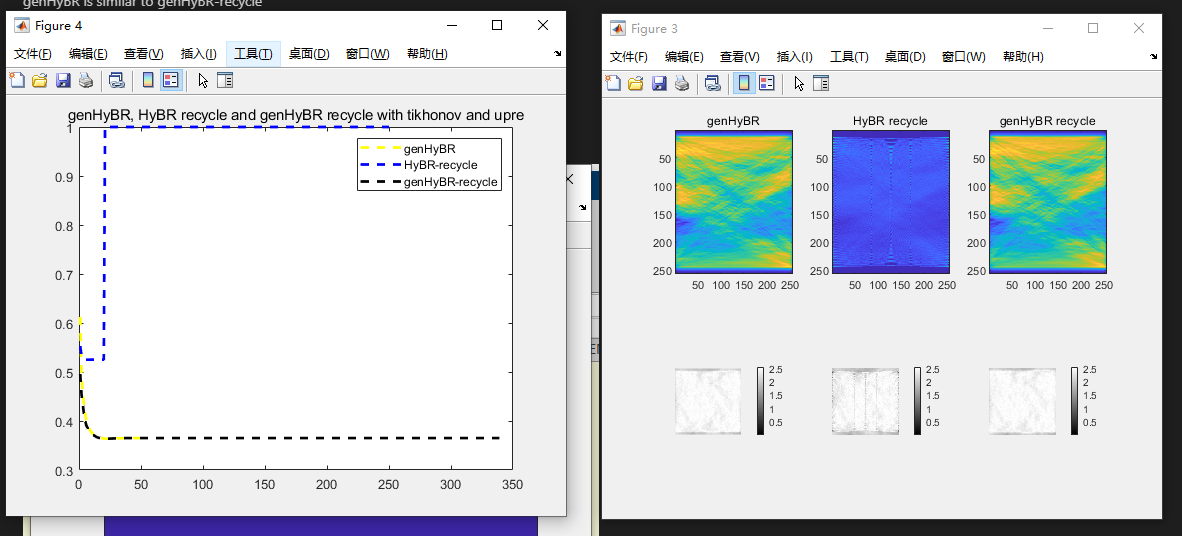 genHyBR is similar to genHyBR-recycle
Figure 4
文件(F) 编辑(E) 查看(V) 插入(I) 工具(T) 桌面(D) 窗口(W) 帮助(H)
genHyBR, HyBR recycle and genHyBR recycle with tikhonov and upre
1
0.9
0.8
0.7
0.6
0.5
0.4
0.3
0 50 100 150 200 250 300 350
genHyBR
HyBR-recycle
genHyBR-recycle
Figure 3
文件(F) 编辑(E) 查看(V) 插入(I) 工具(T) 桌面(D) 窗口(W) 帮助(H)
genHyBR
50
100
150
200
250
50 100 150 200 250
HyBR recycle
50
100
150
200
250
50 100 150 200 250
genHyBR recycle
50
100
150
200
250
50 100 150 200 250
2.5
2
1.5
1
0.5
2.5
2
1.5
1
0.5
2.5
2
1.5
1
0.5